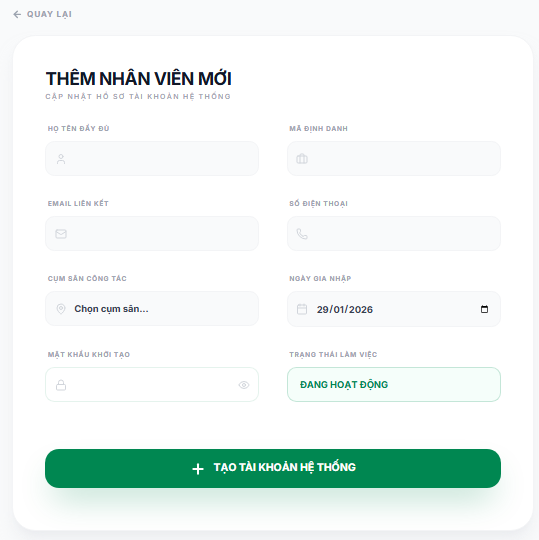 QUAY LẠI
THÊM NHÂN VIÊN MỚI
CẬP NHẬT HỒ SƠ TÀI KHOẢN HỆ THỐNG
HỌ TÊN ĐẦY ĐỦ
MÃ ĐỊNH DANH
EMAIL LIÊN KẾT
SỐ ĐIỆN THOẠI
CỤM SÂN CÔNG TÁC
NGÀY GIA NHẬP
Chọn cụm sân...
29/01/2026
MẬT KHẨU KHỞI TẠO
TRẠNG THÁI LÀM VIỆC
ĐANG HOẠT ĐỘNG
TẠO TÀI KHOẢN HỆ THỐNG